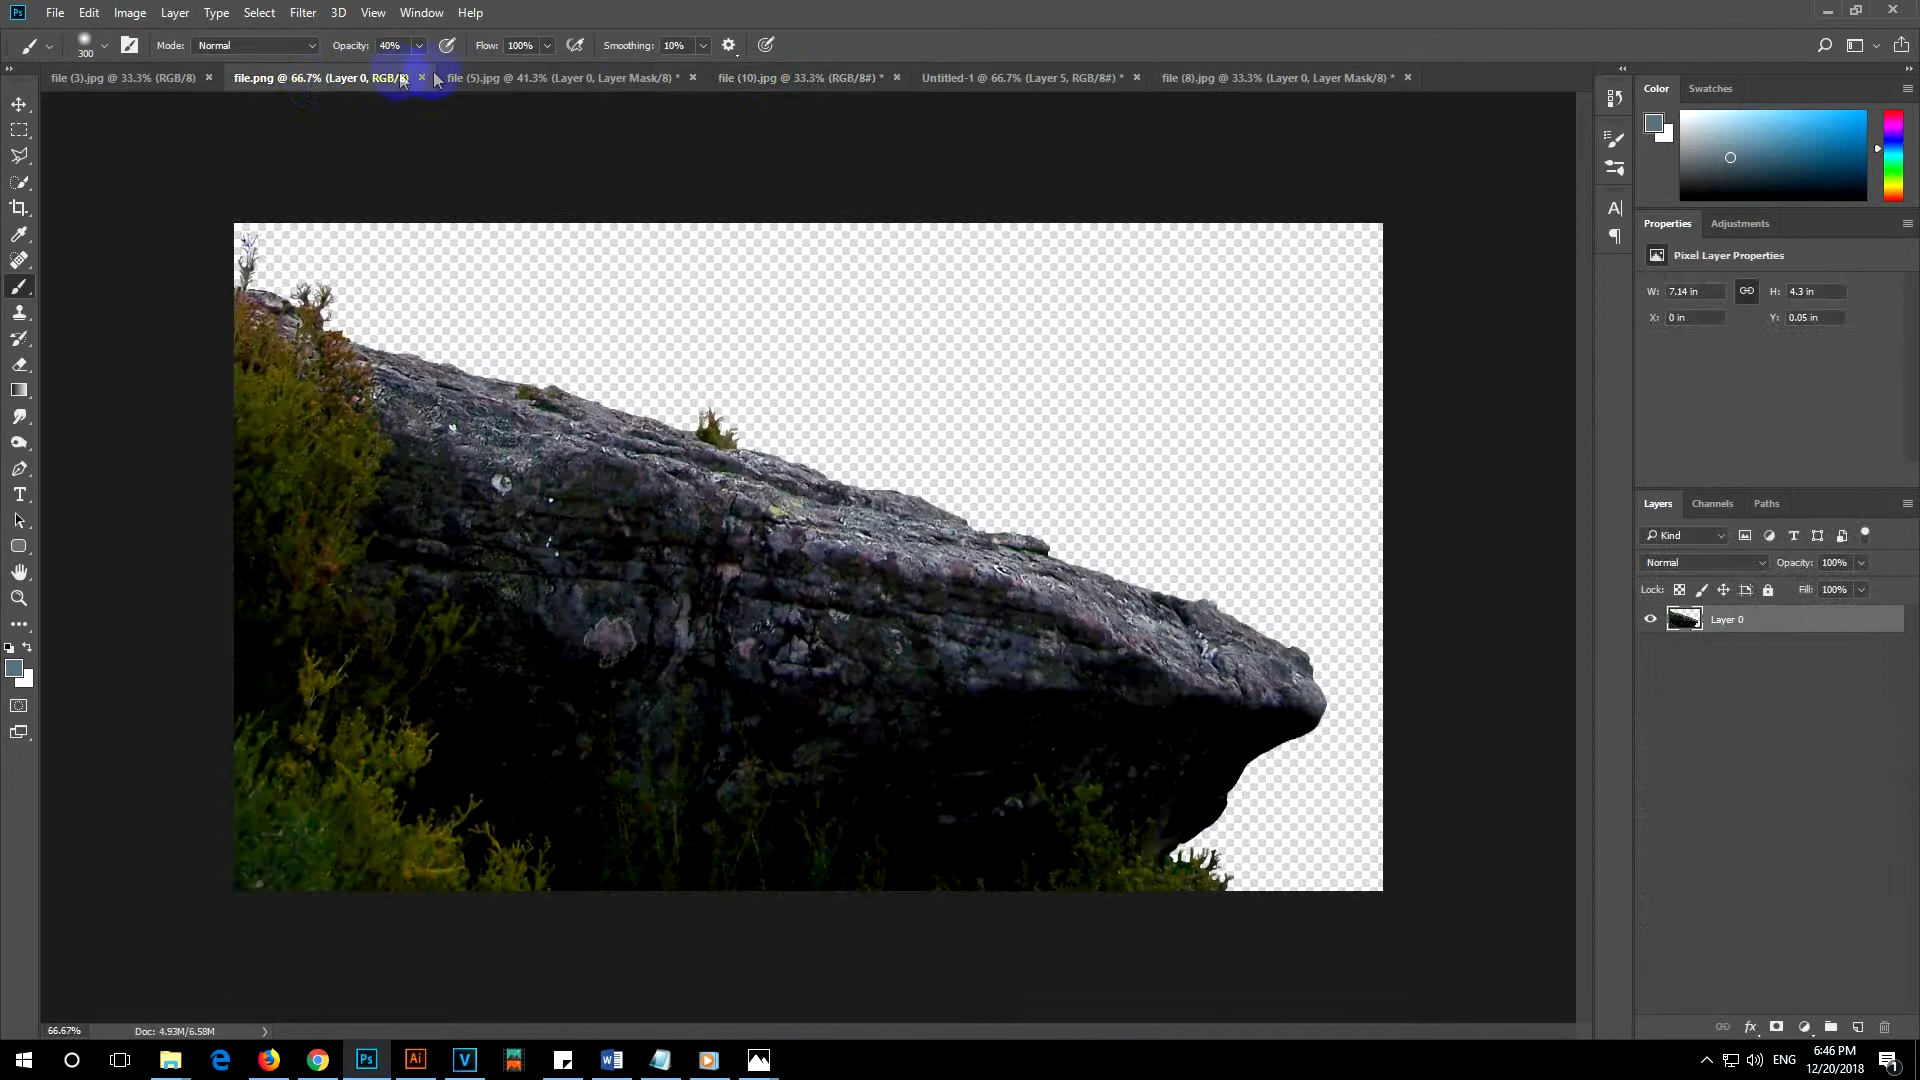 Ps File Edit Image Layer Type Select Filter 3D View Window Help
300 Mode: Normal Opacity: 40% Flow: 100% Smoothing: 10%
file (3).jpg @ 33.3% (RGB/8) × file.png @ 66.7% (Layer 0, RGB/8) × file (5).jpg @ 41.3% (Layer 0, Layer Mask/8) * × file (10).jpg @ 33.3% (RGB/8#) * × Untitled-1 @ 66.7% (Layer 5, RGB/8#) * × file (8).jpg @ 33.3% (Layer 0, Layer Mask/8) * ×
Color Swatches
Properties Adjustments
Pixel Layer Properties
W: 7.14 in H: 4.3 in
X: 0 in Y: 0.05 in
Layers Channels Paths
Kind
Normal Opacity: 100%
Lock: Fill: 100%
Layer 0
66.67% Doc: 4.93M/6.58M
Ps Ai V W ENG
6:46 PM
12/20/2018
1